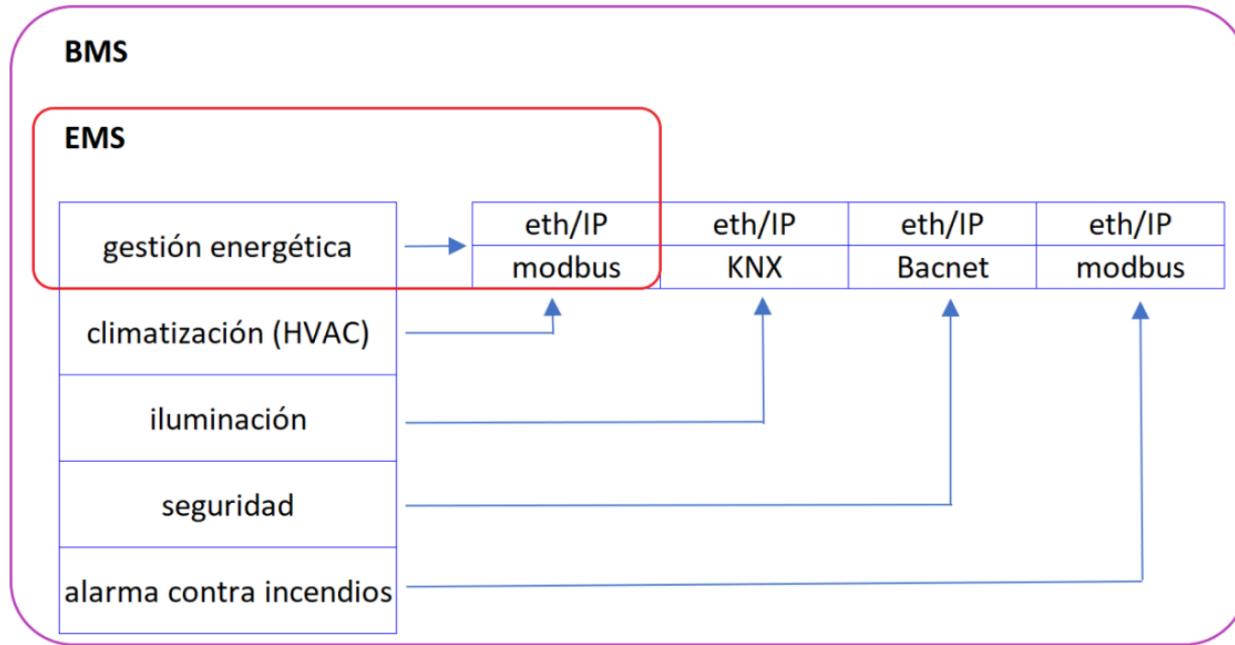 BMS
EMS
gestión energética
eth/IP eth/IP eth/IP eth/IP
modbus KNX Bacnet modbus
climatización (HVAC)
iluminación
seguridad
alarma contra incendios